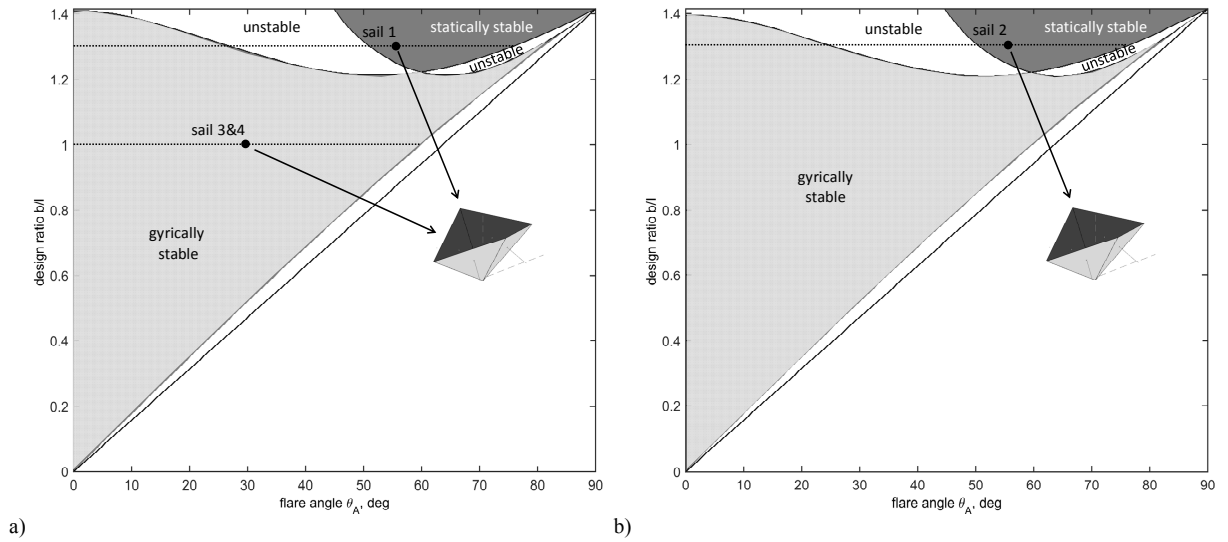 unstable
statically stable
sail 1
unstable
sail 3&4
gyrically
stable
design ratio b/l
1.4
1.2
1
0.8
0.6
0.4
0.2
0
0 10 20 30 40 50 60 70 80 90
flare angle θA, deg
a)
unstable
statically stable
sail 2
unstable
gyrically
stable
design ratio b/l
1.4
1.2
1
0.8
0.6
0.4
0.2
0
0 10 20 30 40 50 60 70 80 90
flare angle θA, deg
b)